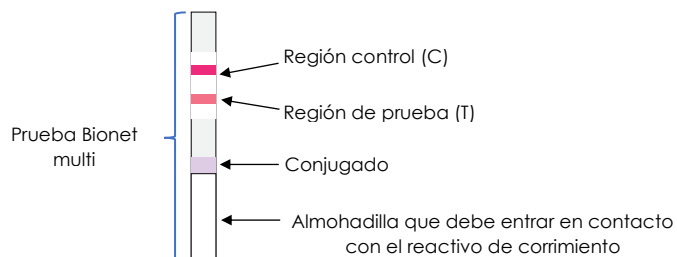 Región control (C)
Región de prueba (T)
Prueba Bionet
multi
Conjugado
Almohadilla que debe entrar en contacto
con el reactivo de corrimiento